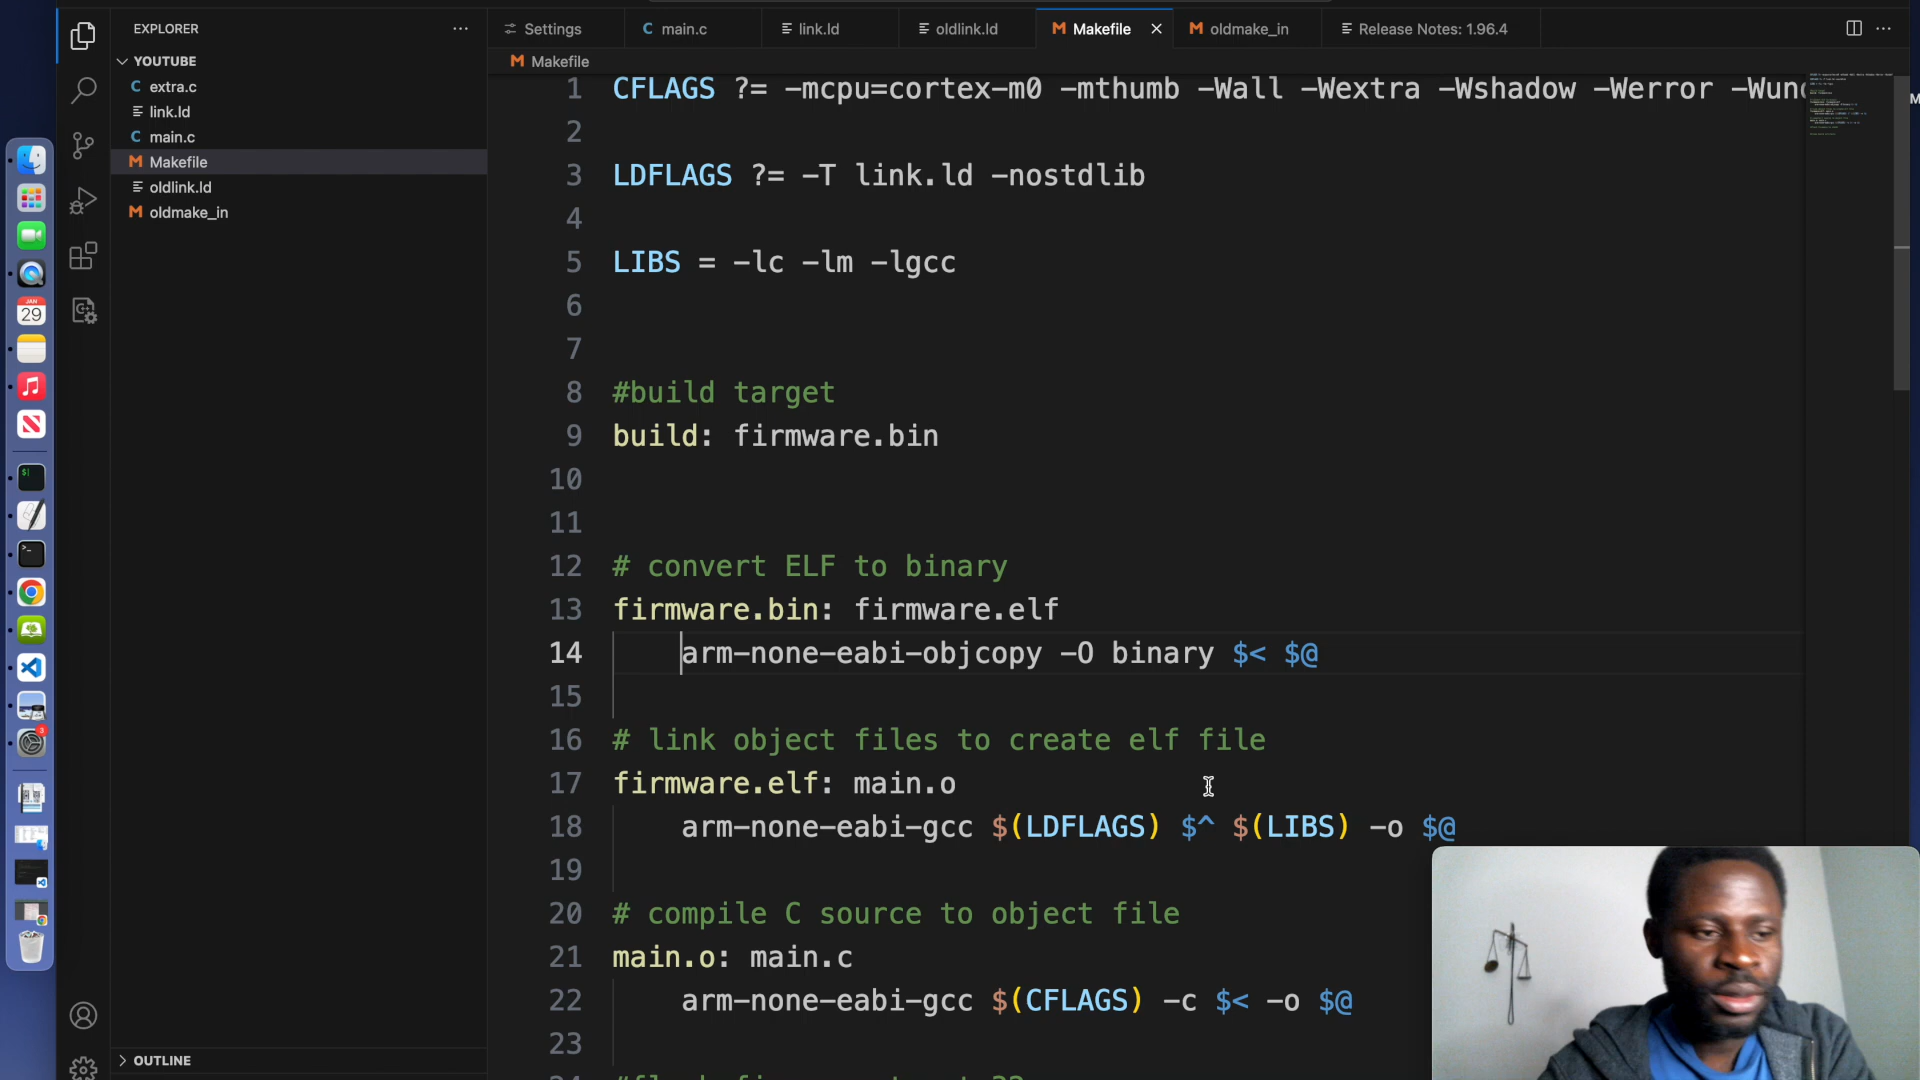 EXPLORER
Settings
main.c
link.ld
oldlink.ld
Makefile
oldmake_in
Release Notes: 1.96.4
YOUTUBE
extra.c
link.ld
main.c
Makefile
oldlink.ld
oldmake_in
OUTLINE
JAN
29
Makefile
1 CFLAGS ?= -mcpu=cortex-m0 -mthumb -Wall -Wextra -Wshadow -Werror -Wund
2
3 LDFLAGS ?= -T link.ld -nostdlib
4
5 LIBS = -lc -lm -lgcc
6
7
8 #build target
9 build: firmware.bin
10
11
12 # convert ELF to binary
13 firmware.bin: firmware.elf
14 arm-none-eabi-objcopy -O binary $< $@
15
16 # link object files to create elf file
17 firmware.elf: main.o
18 arm-none-eabi-gcc $(LDFLAGS) $^ $(LIBS) -o $@
19
20 # compile C source to object file
21 main.o: main.c
22 arm-none-eabi-gcc $(CFLAGS) -c $< -o $@
23